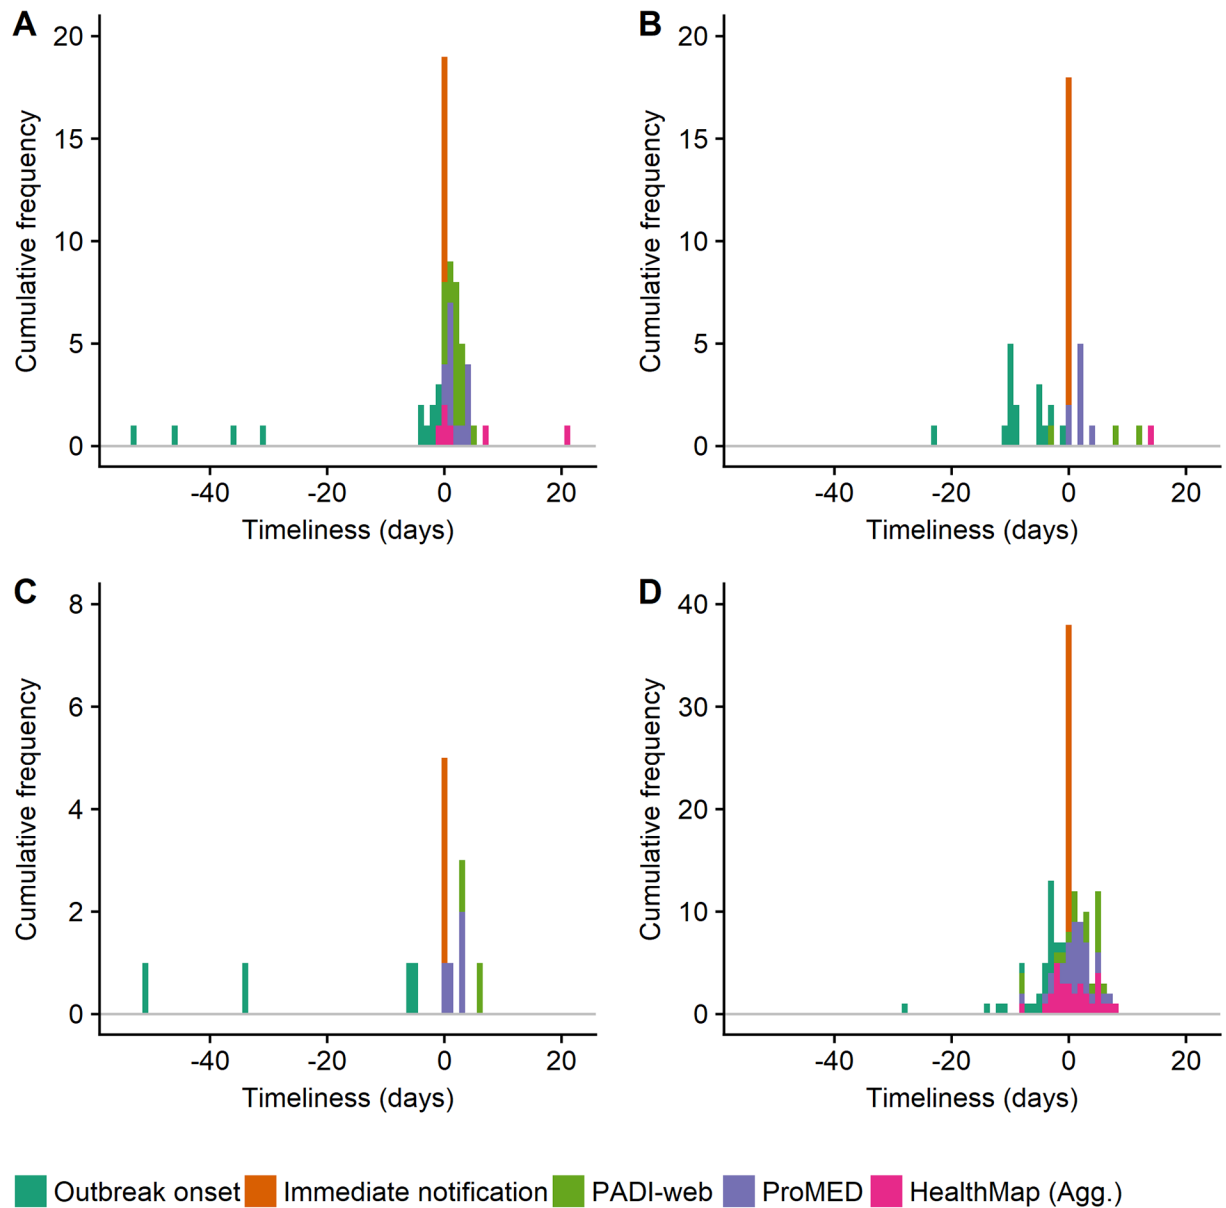 A
B
20
15
10
5
0
Cumulative frequency
-40 -20 0 20
Timeliness (days)
20
15
10
5
0
Cumulative frequency
-40 -20 0 20
Timeliness (days)
C
D
8
6
4
2
0
Cumulative frequency
-40 -20 0 20
Timeliness (days)
40
30
20
10
0
Cumulative frequency
-40 -20 0 20
Timeliness (days)
Outbreak onset Immediate notification PADI-web ProMED HealthMap (Agg.)